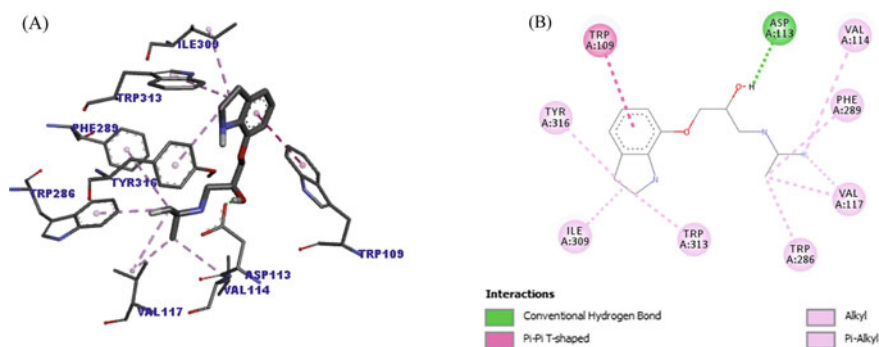 (A)
ILE309
TRP313
PHE289
TYR316
TRP286
TRP109
ASP113
VAL114
VAL117
(B)
ASP
A:113
TRP
A:109
VAL
A:114
PHE
A:289
TYR
A:316
VAL
A:117
ILE
A:309
TRP
A:313
TRP
A:286
O
H
O
N
N
Interactions
Conventional Hydrogen Bond
Alkyl
Pi-Pi T-shaped
Pi-Alkyl